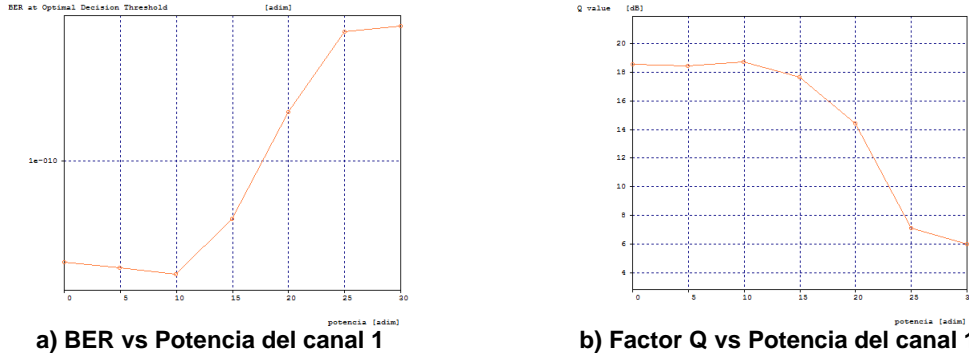 BER at Optimal Decision Threshold [adim]
1e-010
0 5 10 15 20 25 30
potencia [adim]
a) BER vs Potencia del canal 1
Q value [dB]
20
18
16
14
12
10
8
6
4
0 5 10 15 20 25 3
potencia [adim]
b) Factor Q vs Potencia del canal 1